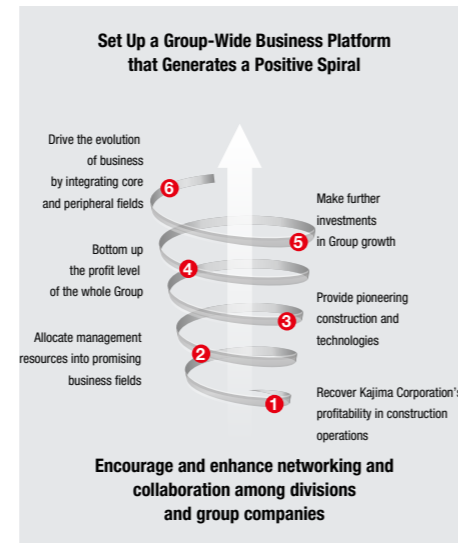 Set Up a Group-Wide Business Platform
that Generates a Positive Spiral
Drive the evolution
of business
by integrating core
and peripheral fields
6
Make further
investments
in Group growth
5
Bottom up
the profit level
of the whole Group
4
Provide pioneering
construction and
technologies
3
Allocate management
resources into promising
business fields
2
Recover Kajima Corporation's
profitability in construction
operations
1
Encourage and enhance networking and
collaboration among divisions
and group companies